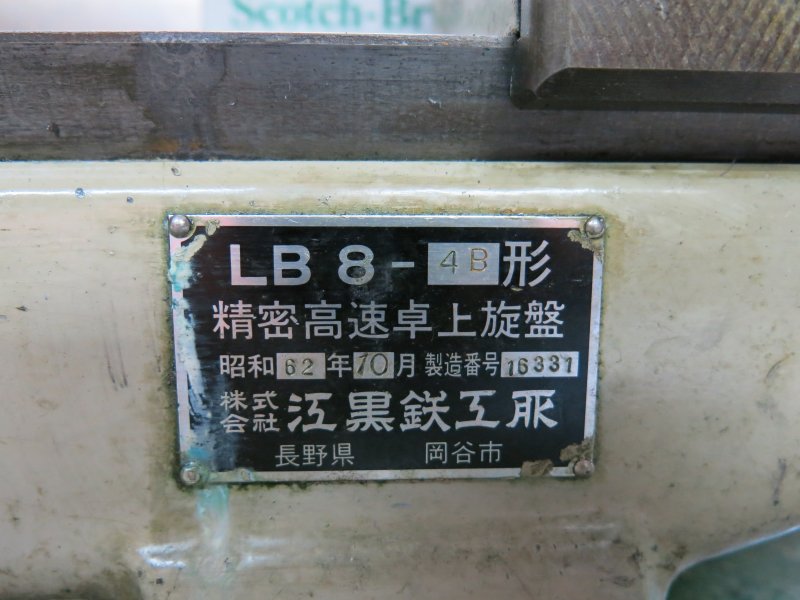 Scotch-Br
LB 8-4B形
精密高速卓上旋盤
昭和62年10月 製造番号16331
株式会社 江黒鉄工所
長野県 岡谷市